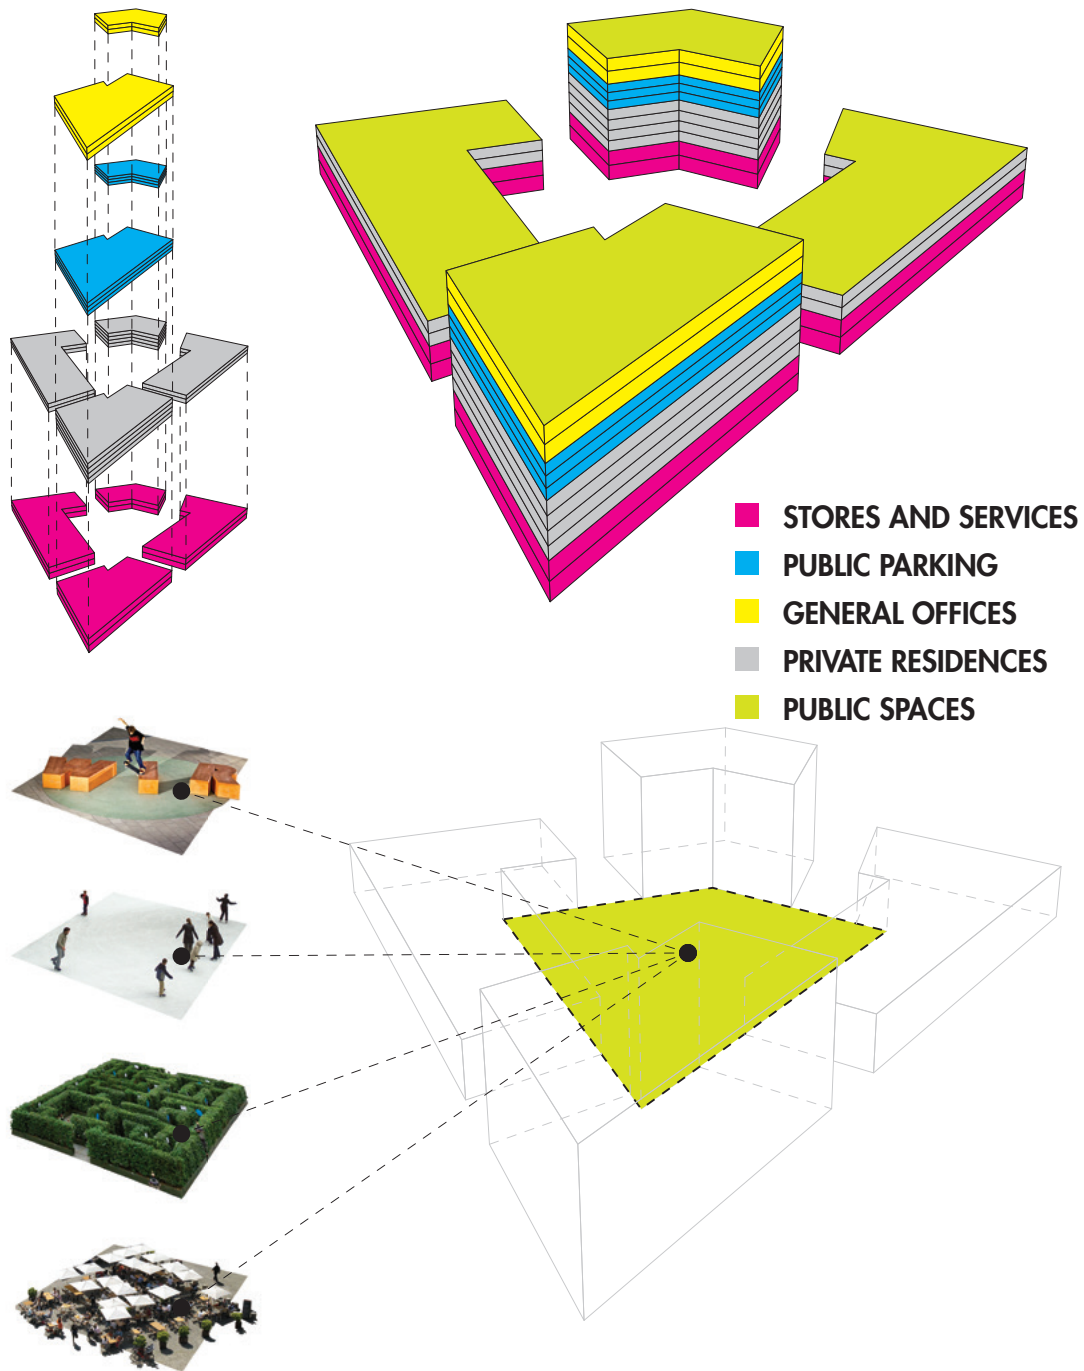 STORES AND SERVICES
PUBLIC PARKING
GENERAL OFFICES
PRIVATE RESIDENCES
PUBLIC SPACES